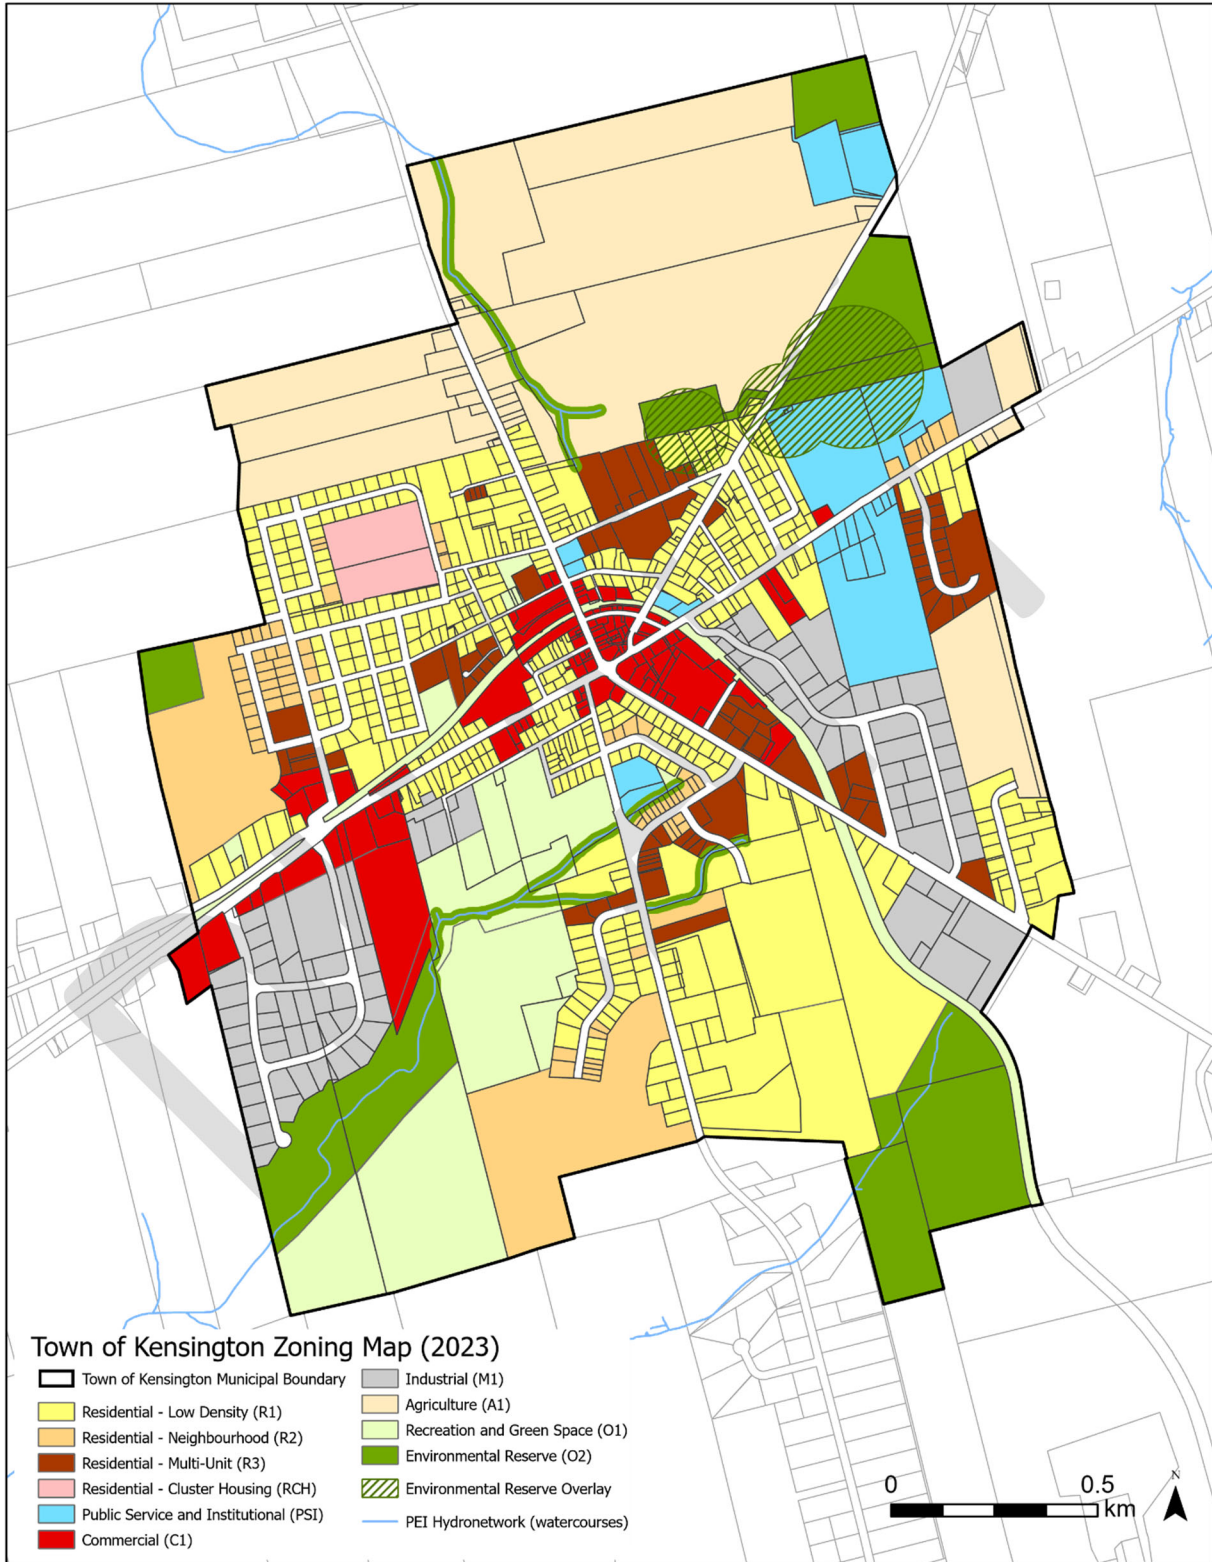 Town of Kensington Zoning Map (2023)
Town of Kensington Municipal Boundary
Residential - Low Density (R1)
Residential - Neighbourhood (R2)
Residential - Multi-Unit (R3)
Residential - Cluster Housing (RCH)
Public Service and Institutional (PSI)
Commercial (C1)
Industrial (M1)
Agriculture (A1)
Recreation and Green Space (O1)
Environmental Reserve (O2)
Environmental Reserve Overlay
PEI Hydronetwork (watercourses)
0 0.5
km
N